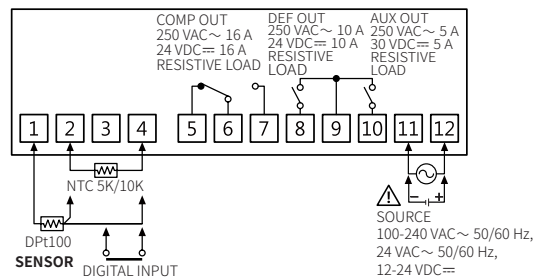 COMP OUT
250 VAC～ 16 A
24 VDC⎓ 16 A
RESISTIVE LOAD
DEF OUT
250 VAC～ 10 A
24 VDC⎓ 10 A
RESISTIVE
LOAD
AUX OUT
250 VAC～ 5 A
30 VDC⎓ 5 A
RESISTIVE
LOAD
1 2 3 4 5 6 7 8 9 10 11 12
NTC 5K/10K
DPt100
SENSOR
DIGITAL INPUT
− +
SOURCE
100-240 VAC～ 50/60 Hz,
24 VAC～ 50/60 Hz,
12-24 VDC⎓